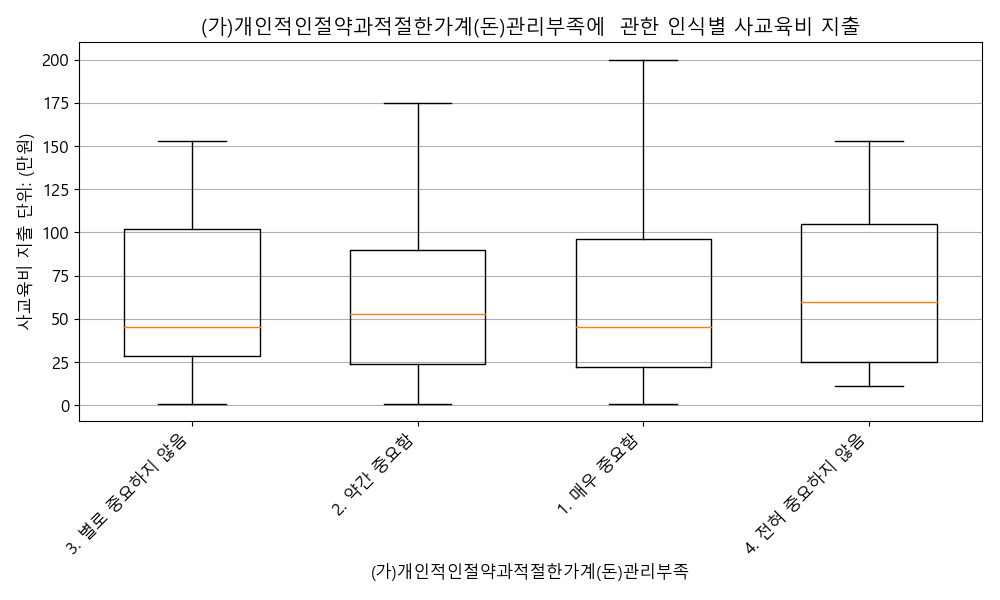 (가)개인적인절약과적절한가계(돈)관리부족에  관한 인식별 사교육비 지출
사교육비 지출 단위: (만원)
200
175
150
125
100
75
50
25
0
3. 별로 중요하지 않음
2. 약간 중요함
1. 매우 중요함
4. 전혀 중요하지 않음
(가)개인적인절약과적절한가계(돈)관리부족